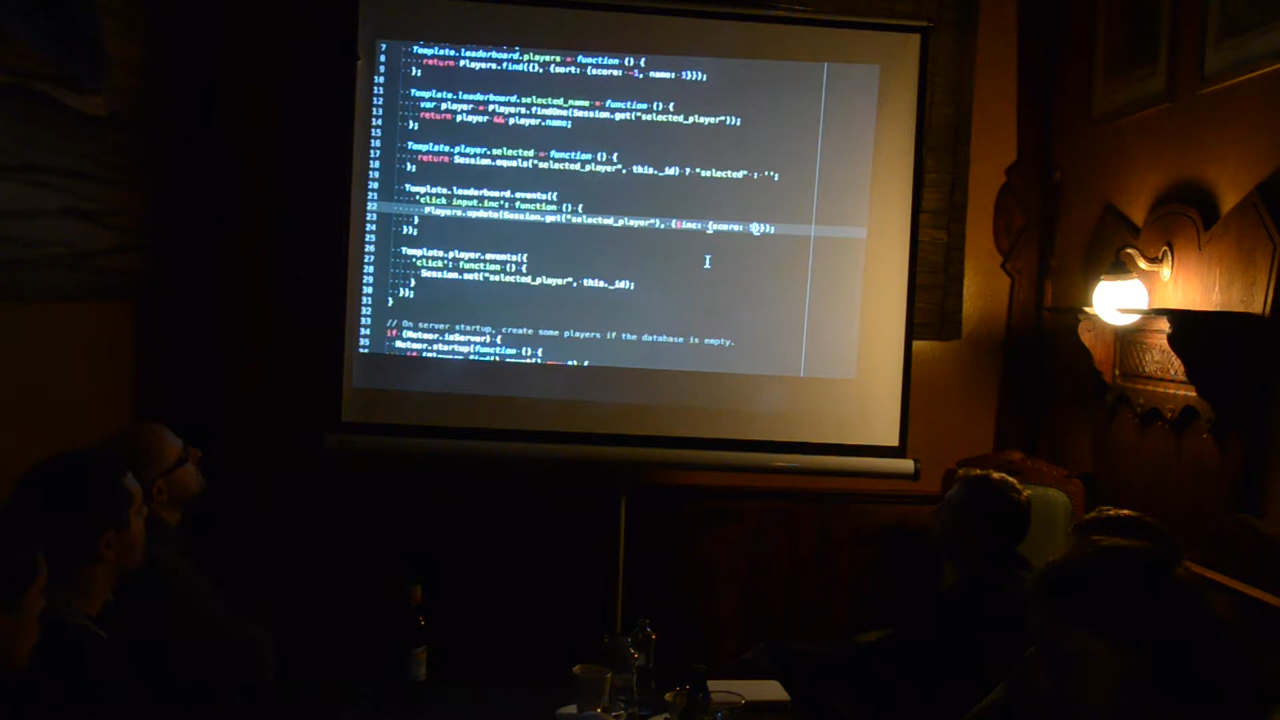 7
8 Template.leaderboard.players = function () {
9 return Players.find({}, {sort: {score: -1, name: 1}});
10 };
11
12 Template.leaderboard.selected_name = function () {
13 var player = Players.findOne(Session.get("selected_player"));
14 return player && player.name;
15 };
16
17 Template.player.selected = function () {
18 return Session.equals("selected_player", this._id) ? "selected" : '';
19 };
20
21 Template.leaderboard.events({
22 'click input.inc': function () {
23 Players.update(Session.get("selected_player"), {$inc: {score: 5}});
24 }
25 });
26
27 Template.player.events({
28 'click': function () {
29 Session.set("selected_player", this._id);
30 }
31 });
32 }
33
34 // On server startup, create some players if the database is empty.
35 if (Meteor.isServer) {
36 Meteor.startup(function () {